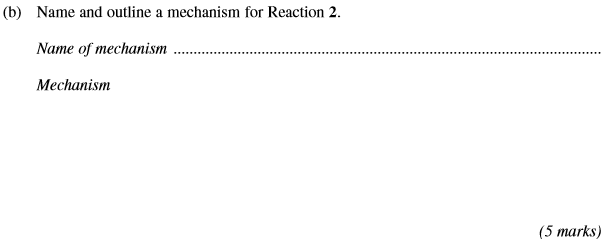 (b) Name and outline a mechanism for Reaction 2.
Name of mechanism ....................................................................................................
Mechanism
(5 marks)